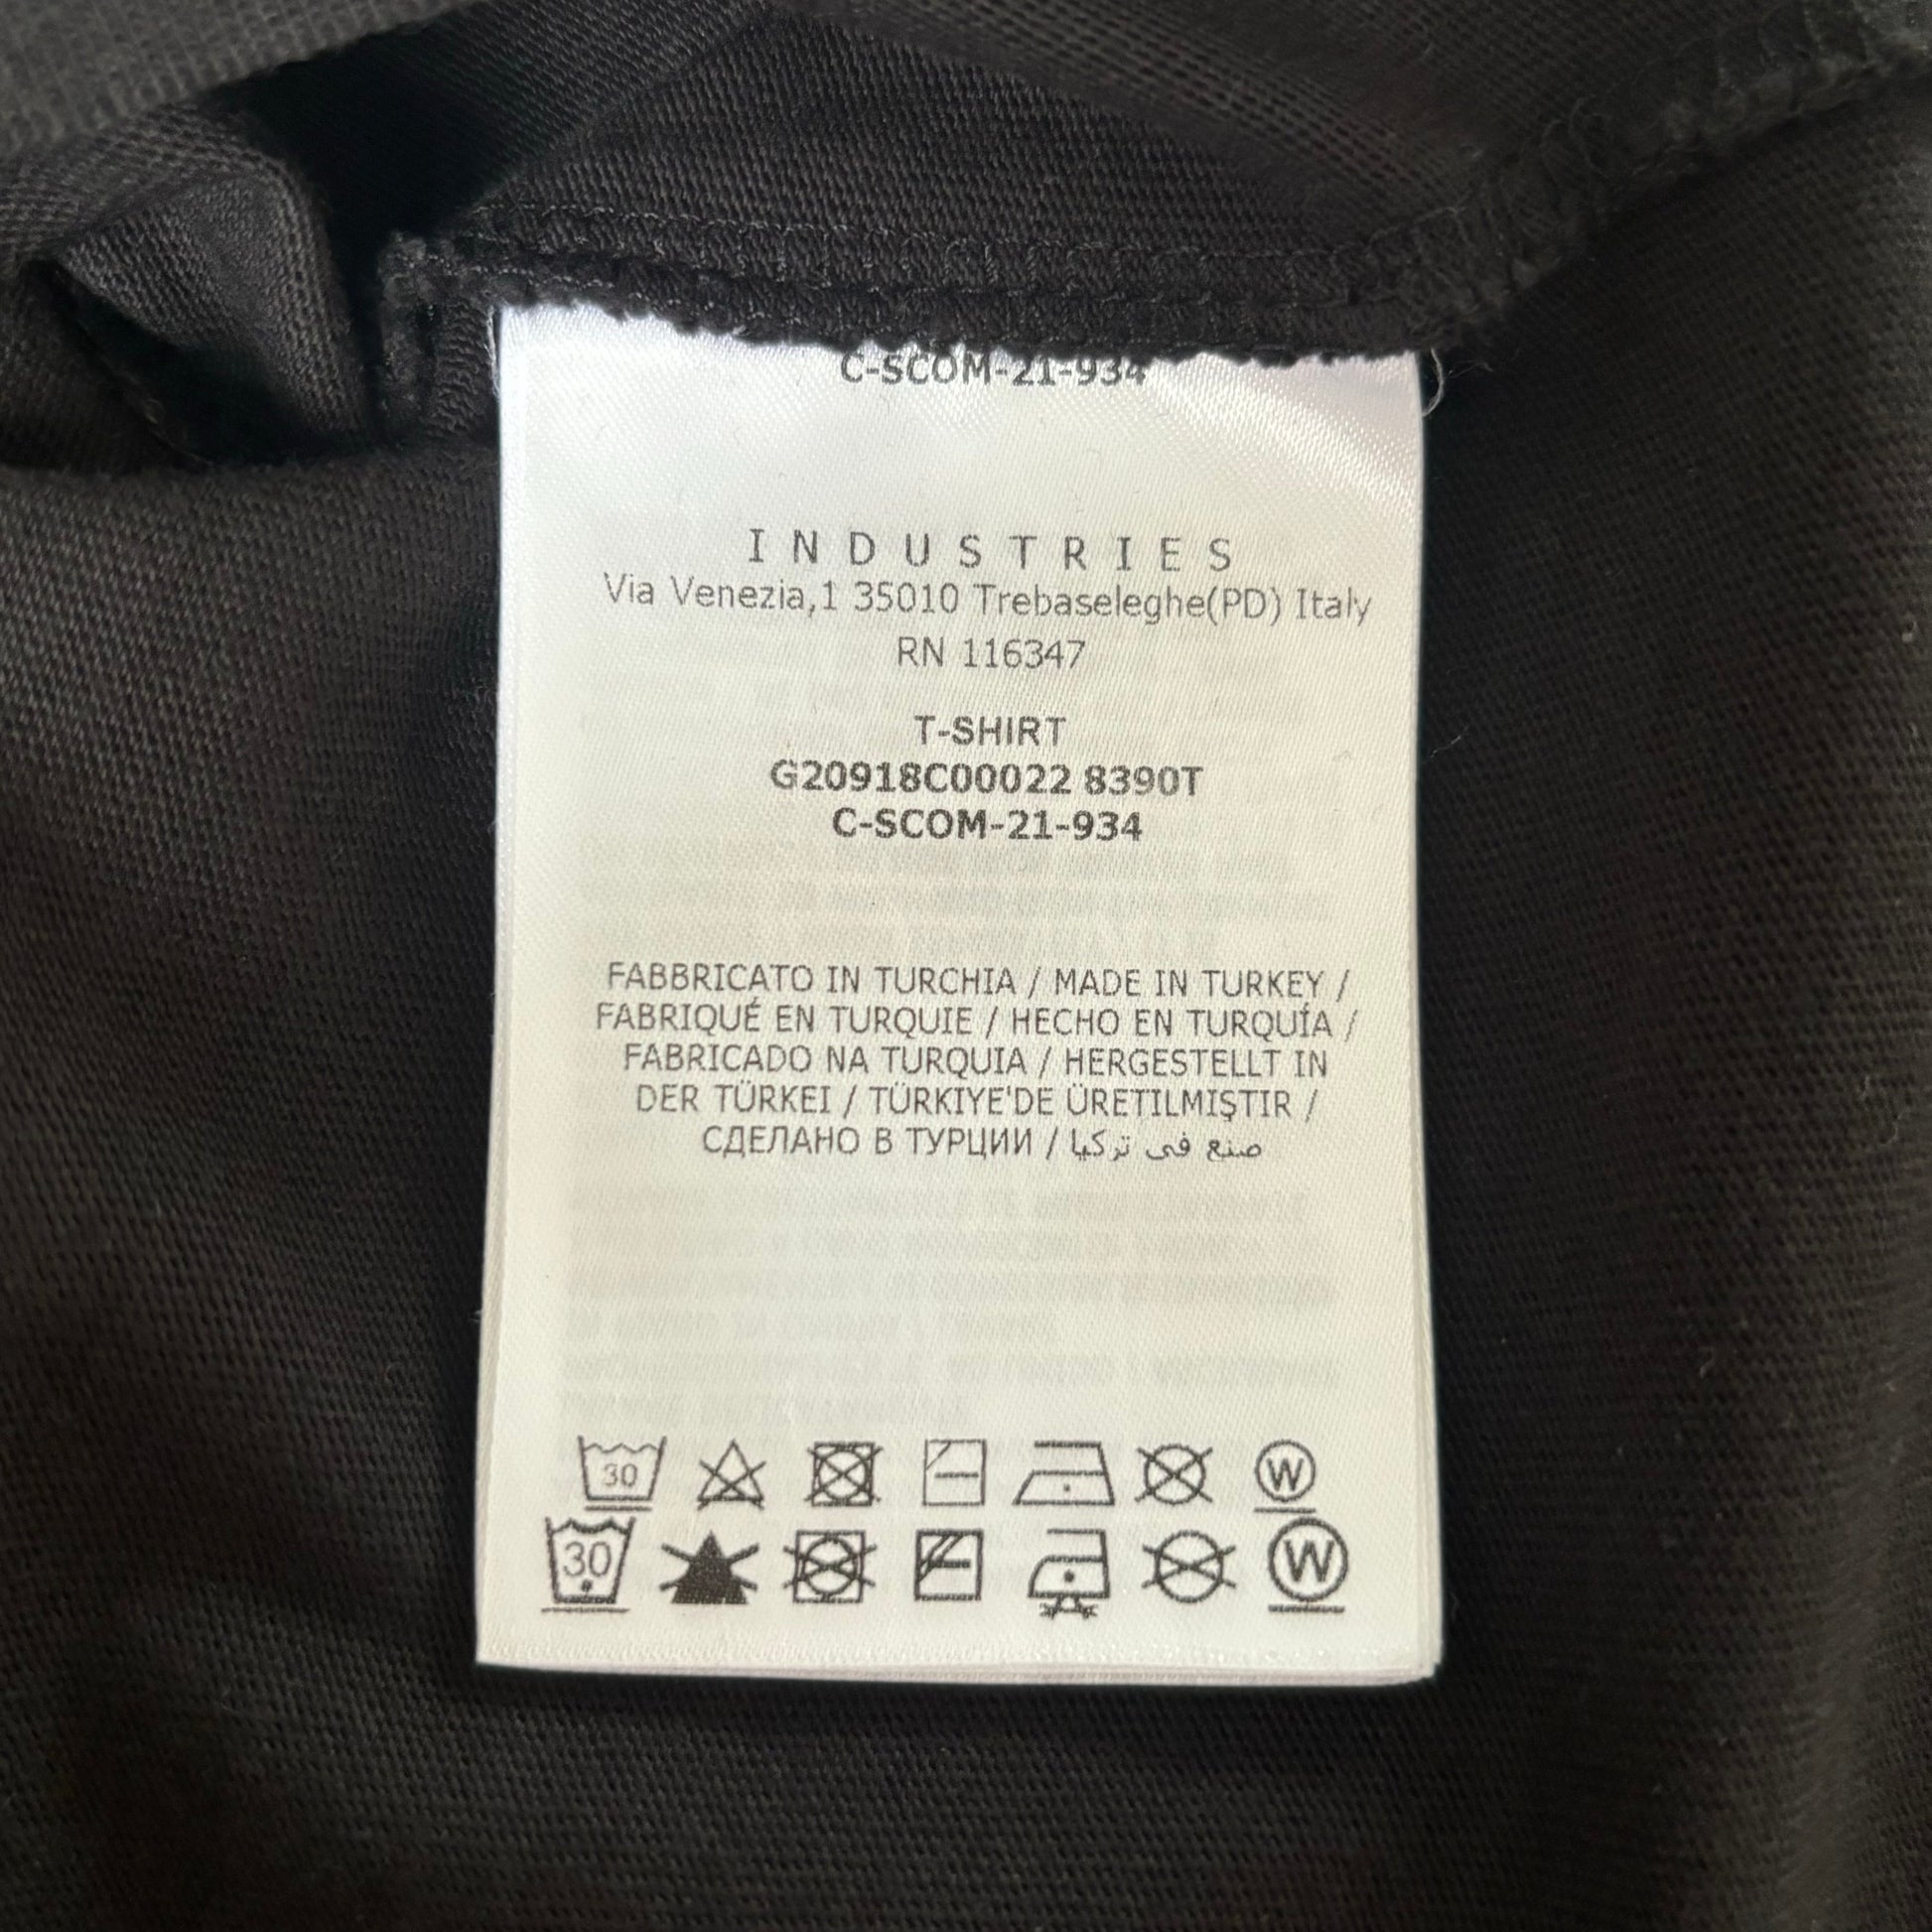 C-SCOM-21-934
INDUSTRIES
Via Venezia,1 35010 Trebaseleghe(PD) Italy
RN 116347
T-SHIRT
G20918C00022 8390T
C-SCOM-21-934
FABBRICATO IN TURCHIA / MADE IN TURKEY /
FABRIQUÉ EN TURQUIE / HECHO EN TURQUÍA /
FABRICADO NA TURQUIA / HERGESTELLT IN
DER TÜRKEI / TÜRKIYE'DE ÜRETILMIŞTIR /
СДЕЛАНО В ТУРЦИИ / صنع فى تركيا
30 W
30 W